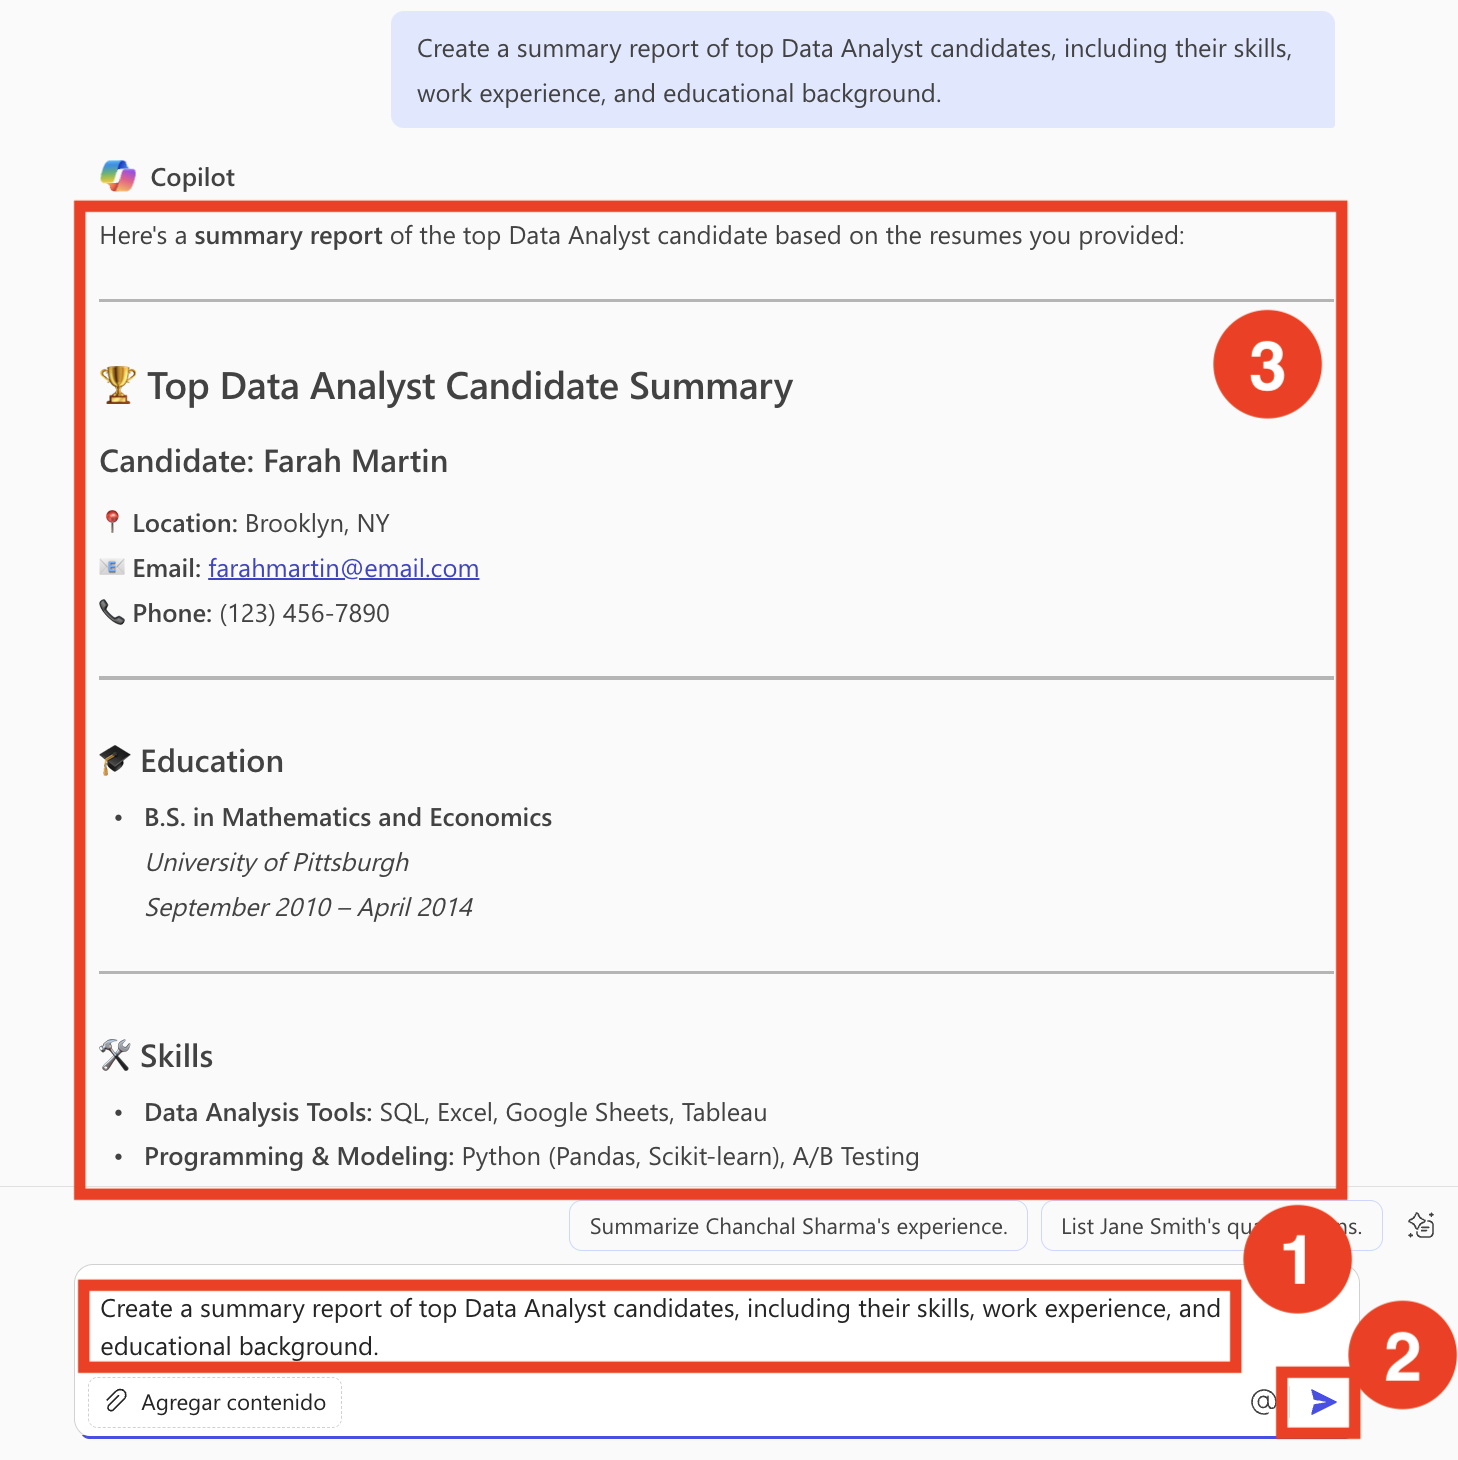 Create a summary report of top Data Analyst candidates, including their skills,
work experience, and educational background.
Copilot
Here's a summary report of the top Data Analyst candidate based on the resumes you provided:
3
🏆 Top Data Analyst Candidate Summary
Candidate: Farah Martin
📍 Location: Brooklyn, NY
📧 Email: farahmartin@email.com
📞 Phone: (123) 456-7890
🎓 Education
• B.S. in Mathematics and Economics
University of Pittsburgh
September 2010 – April 2014
🛠 Skills
• Data Analysis Tools: SQL, Excel, Google Sheets, Tableau
• Programming & Modeling: Python (Pandas, Scikit-learn), A/B Testing
Summarize Chanchal Sharma's experience.
List Jane Smith's
1
Create a summary report of top Data Analyst candidates, including their skills, work experience, and
educational background.
2
Agregar contenido
@